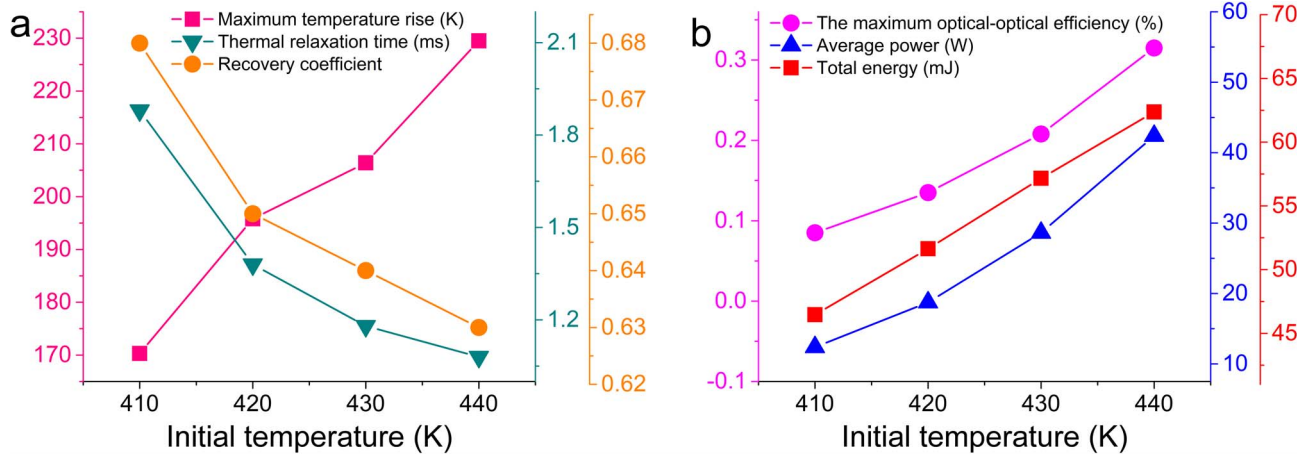 a
Maximum temperature rise (K)
Thermal relaxation time (ms)
Recovery coefficient
230
220
210
200
190
180
170
2.1
1.8
1.5
1.2
0.68
0.67
0.66
0.65
0.64
0.63
0.62
410 420 430 440
Initial temperature (K)
b
The maximum optical-optical efficiency (%)
Average power (W)
Total energy (mJ)
0.3
0.2
0.1
0.0
-0.1
60
50
40
30
20
10
70
65
60
55
50
45
410 420 430 440
Initial temperature (K)